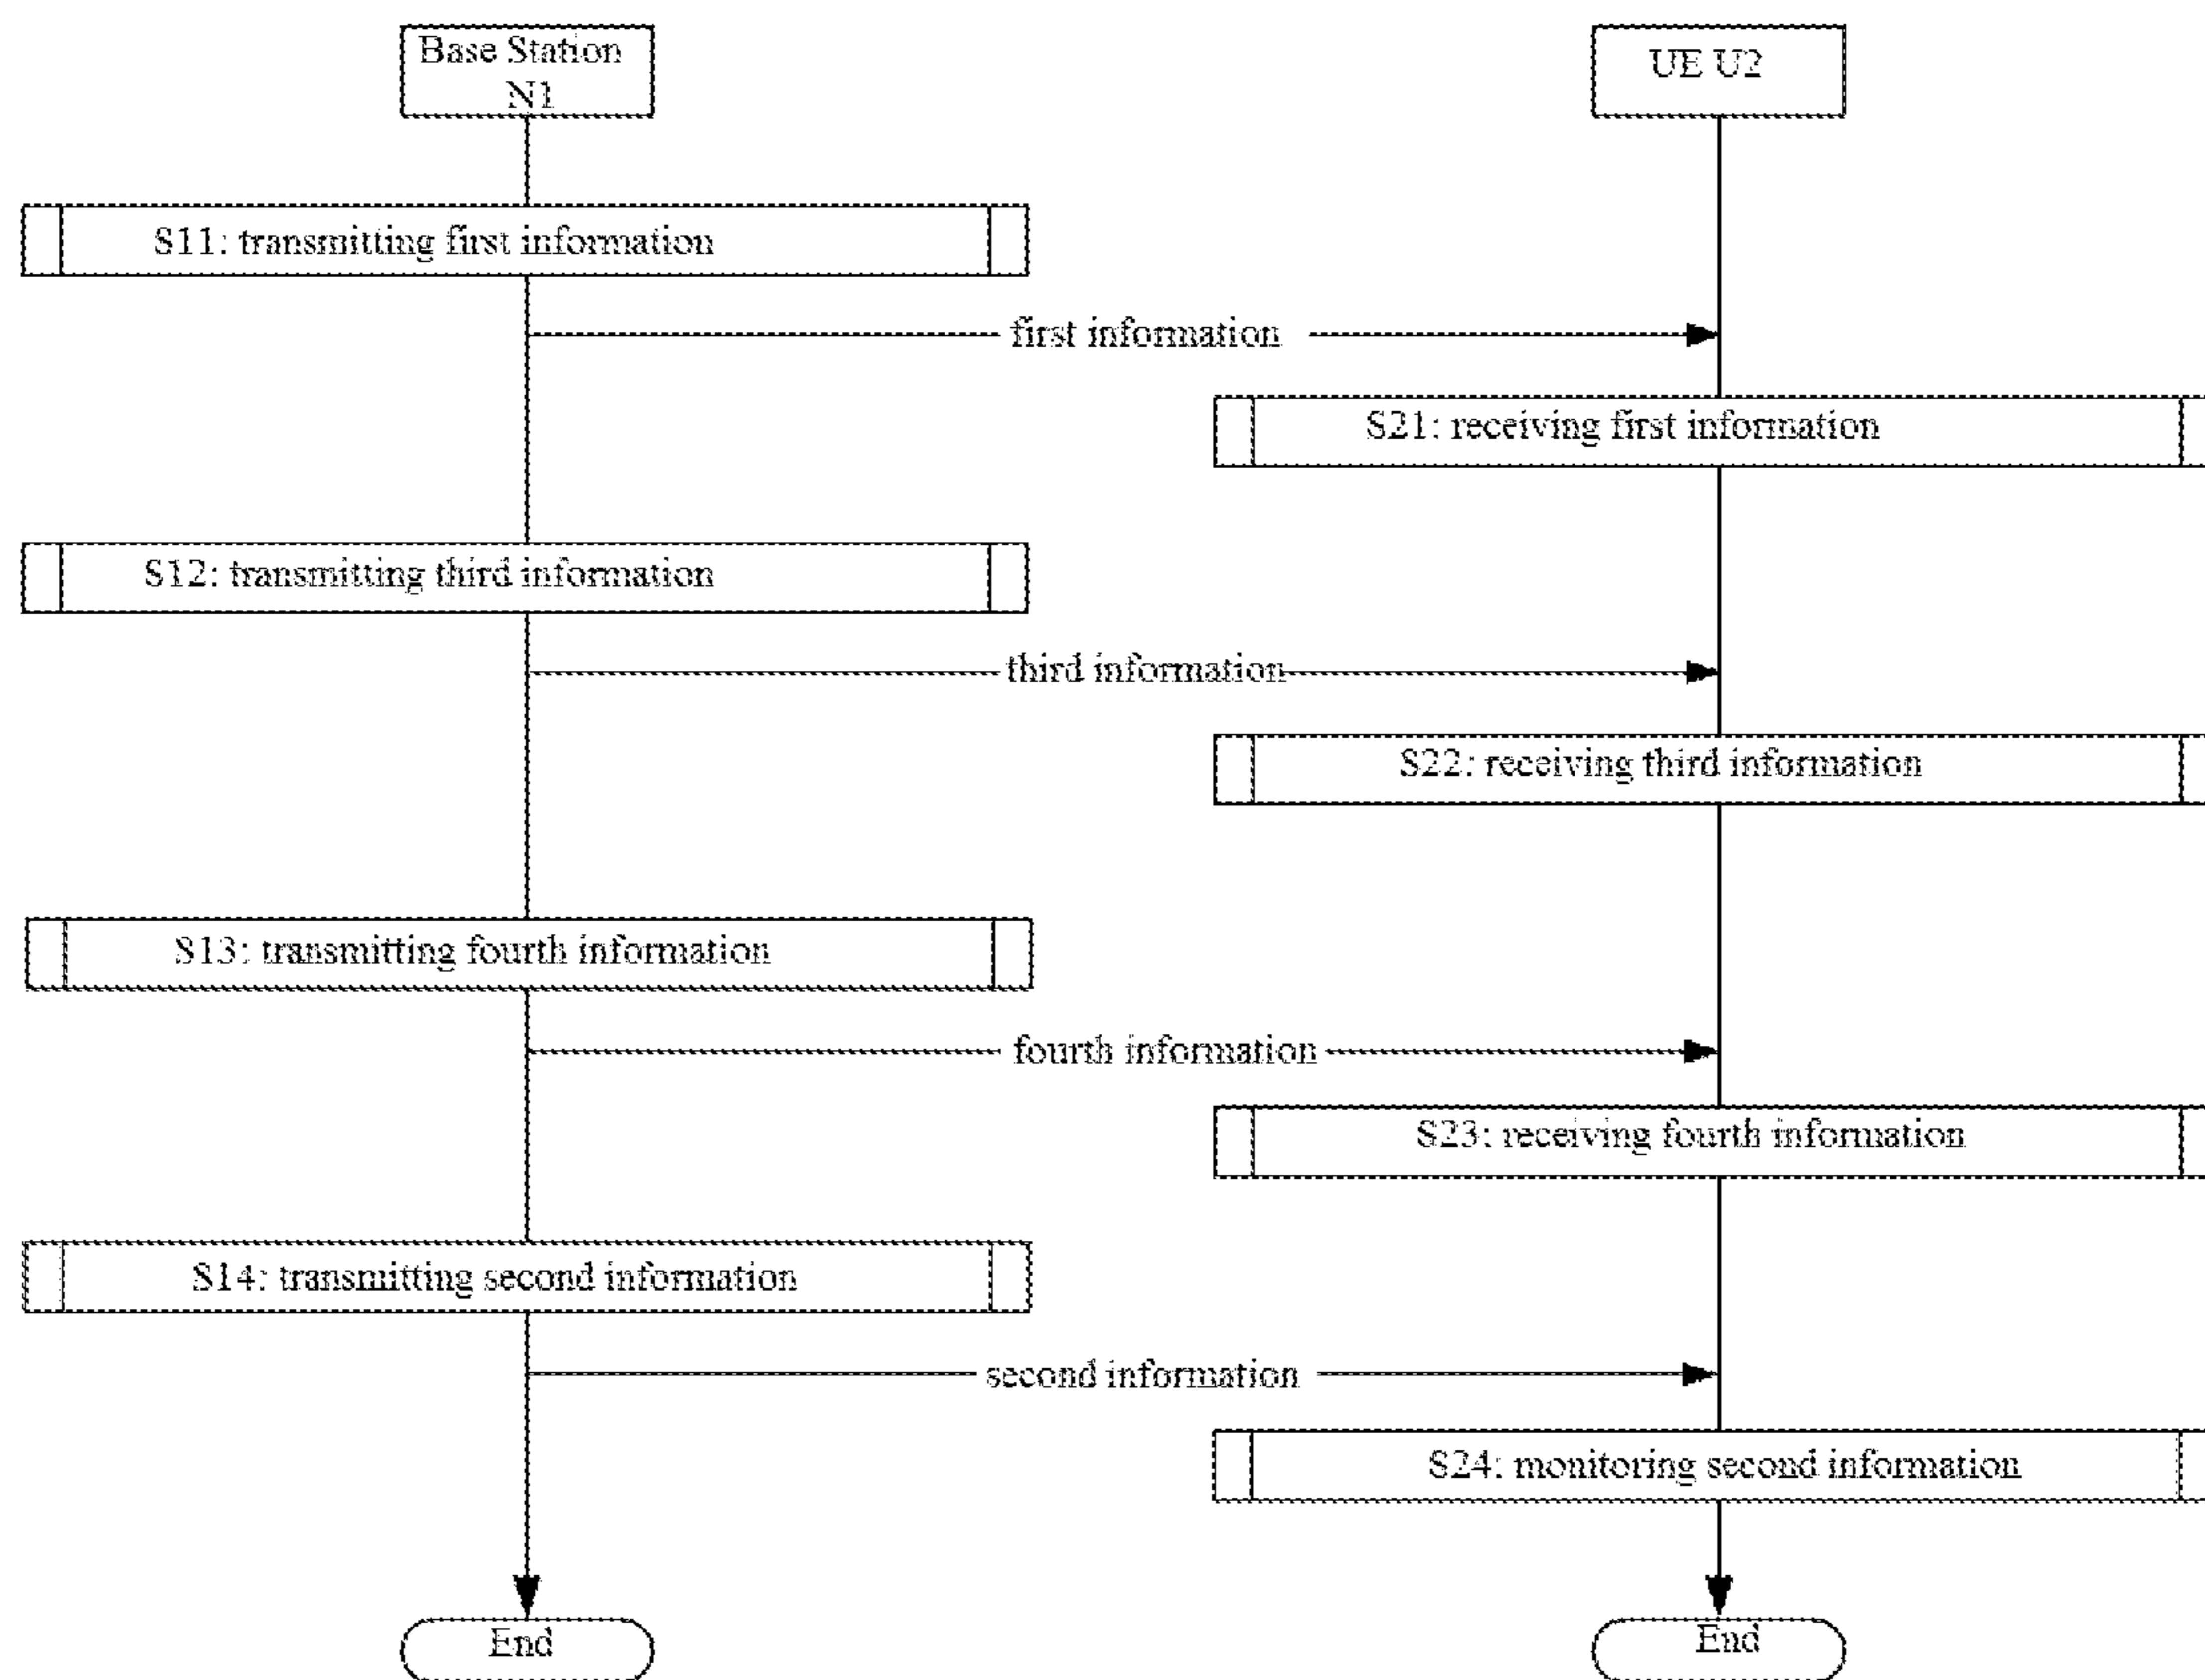 Base Station
N1
UE U2
S11: transmitting first information
first information
S21: receiving first information
S12: transmitting third information
third information
S22: receiving third information
S13: transmitting fourth information
fourth information
S23: receiving fourth information
S14: transmitting second information
second information
S24: monitoring second information
End
End